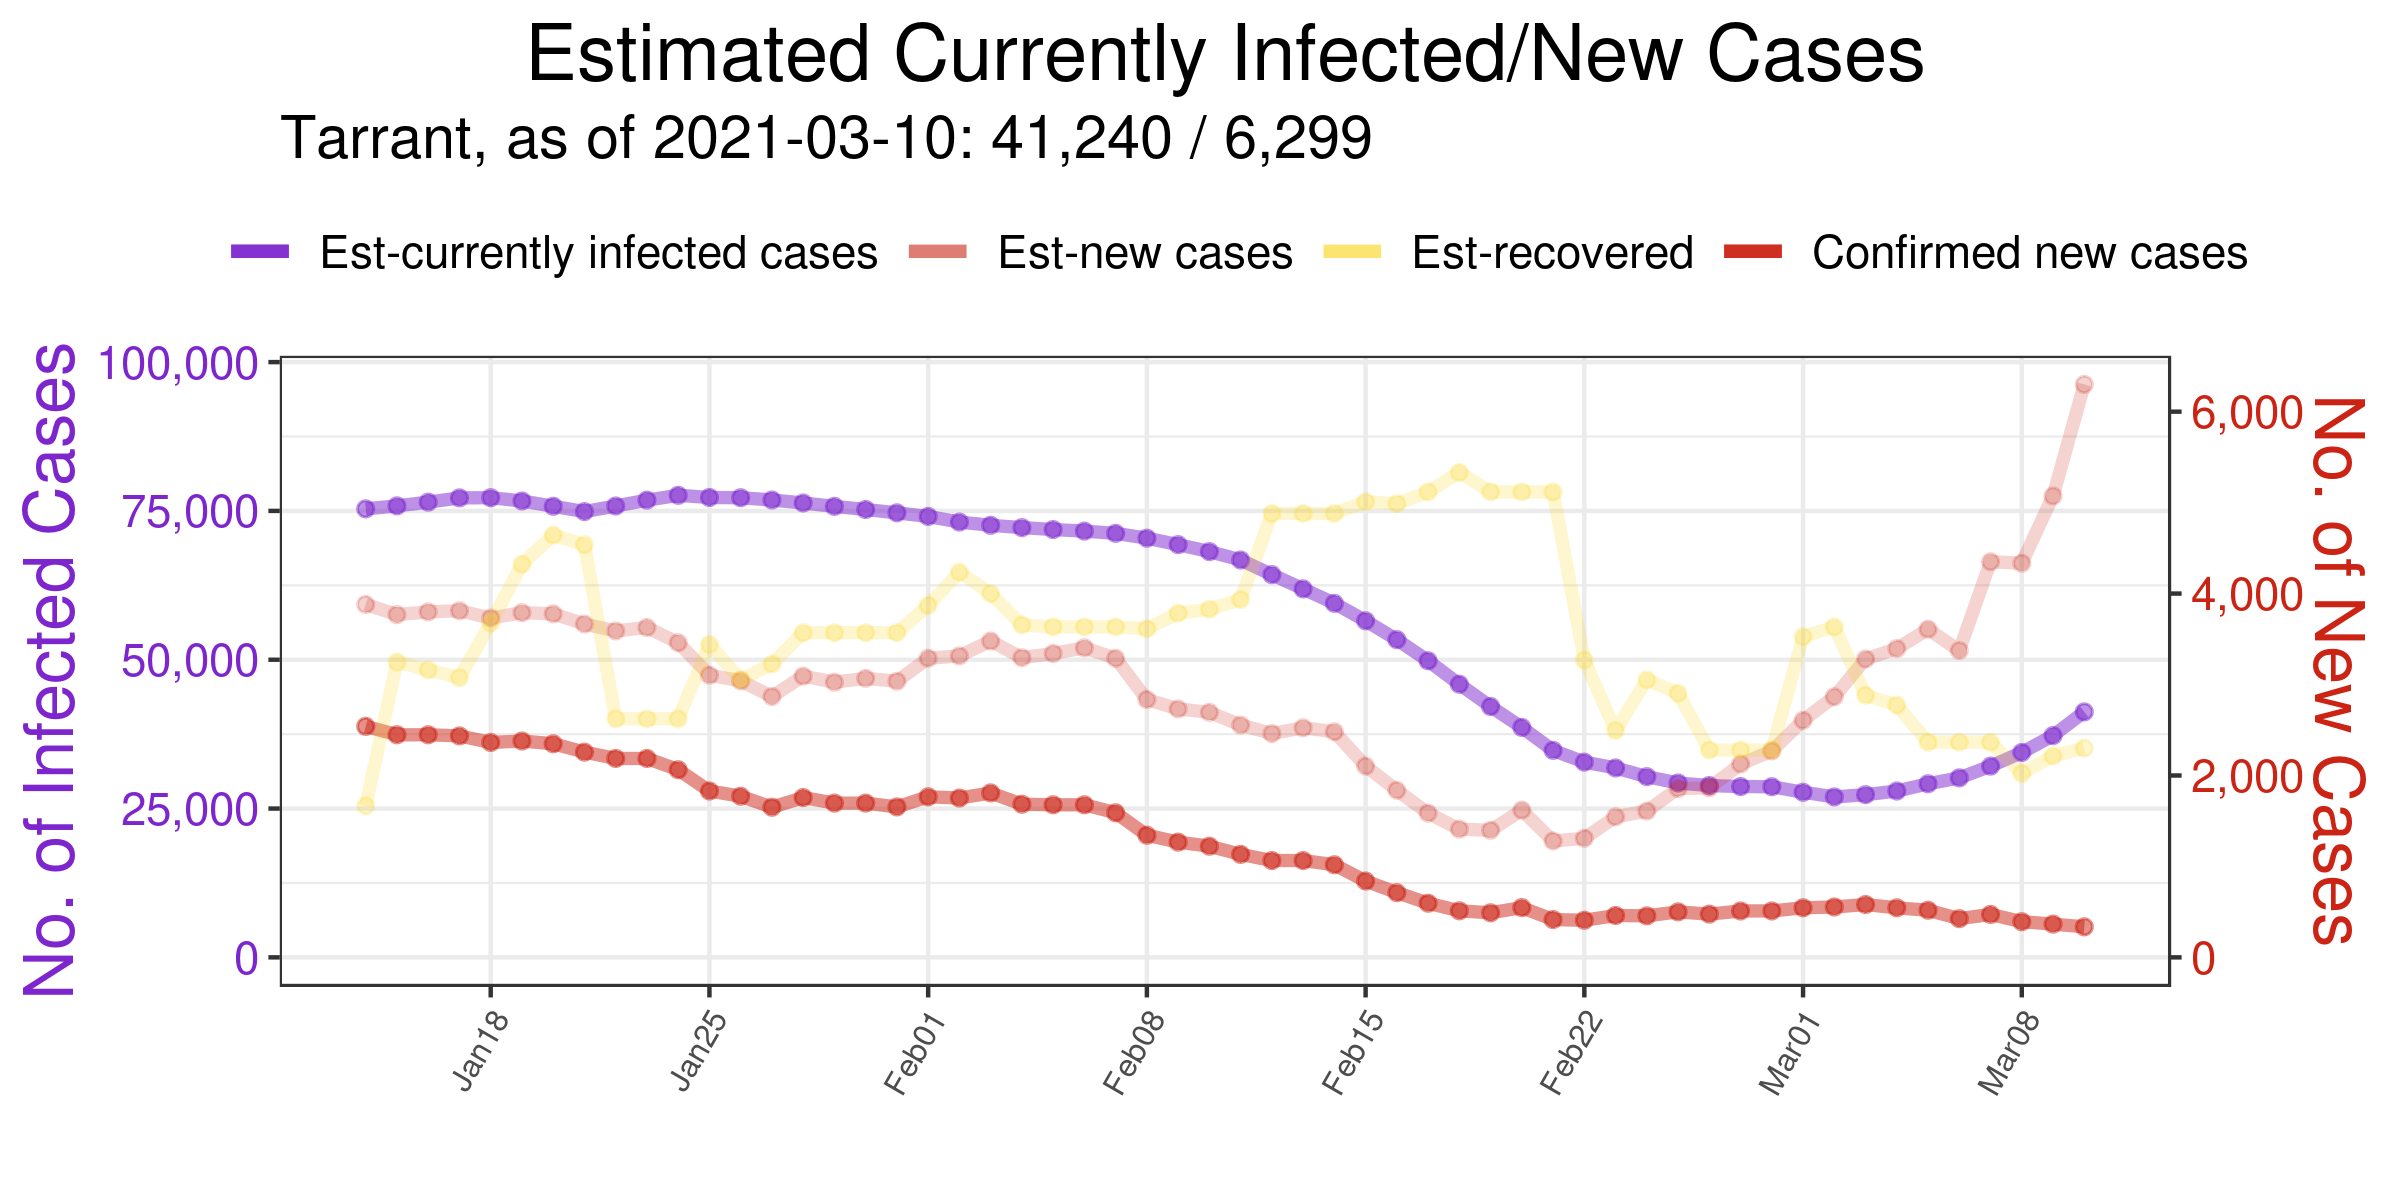 Estimated Currently Infected/New Cases
Tarrant, as of 2021-03-10: 41,240 / 6,299
Est-currently infected cases Est-new cases Est-recovered Confirmed new cases
No. of Infected Cases
100,000
75,000
50,000
25,000
0
6,000
4,000
2,000
0
No. of New Cases
Jan18 Jan25 Feb01 Feb08 Feb15 Feb22 Mar01 Mar08